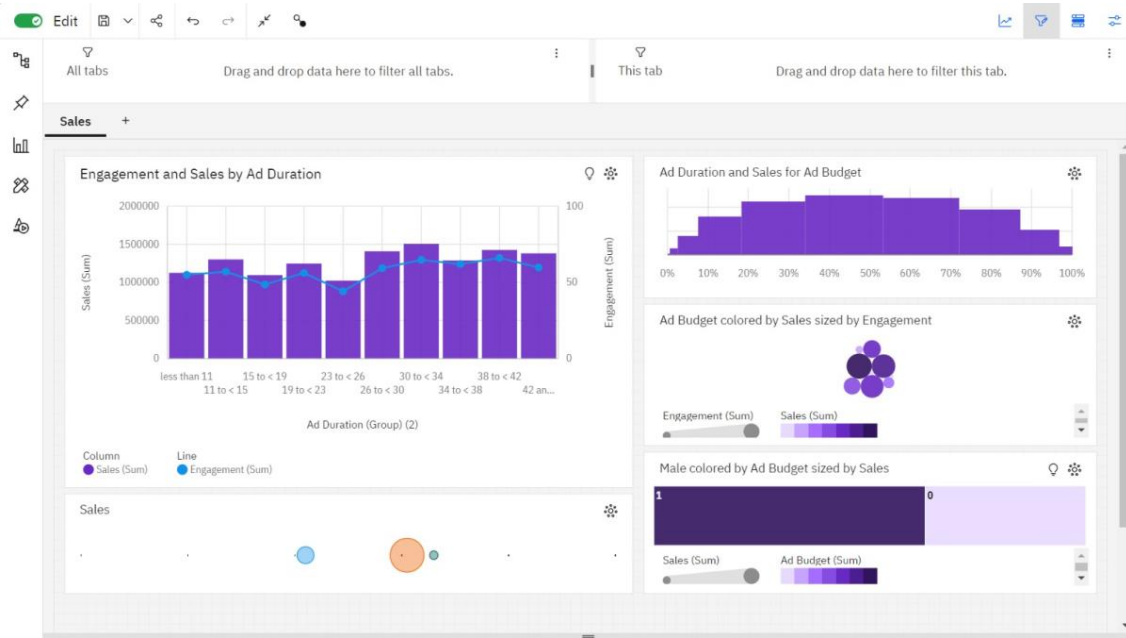 Edit
All tabs
Drag and drop data here to filter all tabs.
This tab
Drag and drop data here to filter this tab.
Sales
+
Engagement and Sales by Ad Duration
2000000
1500000
1000000
500000
0
Sales (Sum)
100
50
0
Engagement (Sum)
less than 11
11 to < 15
15 to < 19
19 to < 23
23 to < 26
26 to < 30
30 to < 34
34 to < 38
38 to < 42
42 an...
Ad Duration (Group) (2)
Column
Sales (Sum)
Line
Engagement (Sum)
Sales
Ad Duration and Sales for Ad Budget
0% 10% 20% 30% 40% 50% 60% 70% 80% 90% 100%
Ad Budget colored by Sales sized by Engagement
Engagement (Sum)
Sales (Sum)
Male colored by Ad Budget sized by Sales
1
0
Sales (Sum)
Ad Budget (Sum)